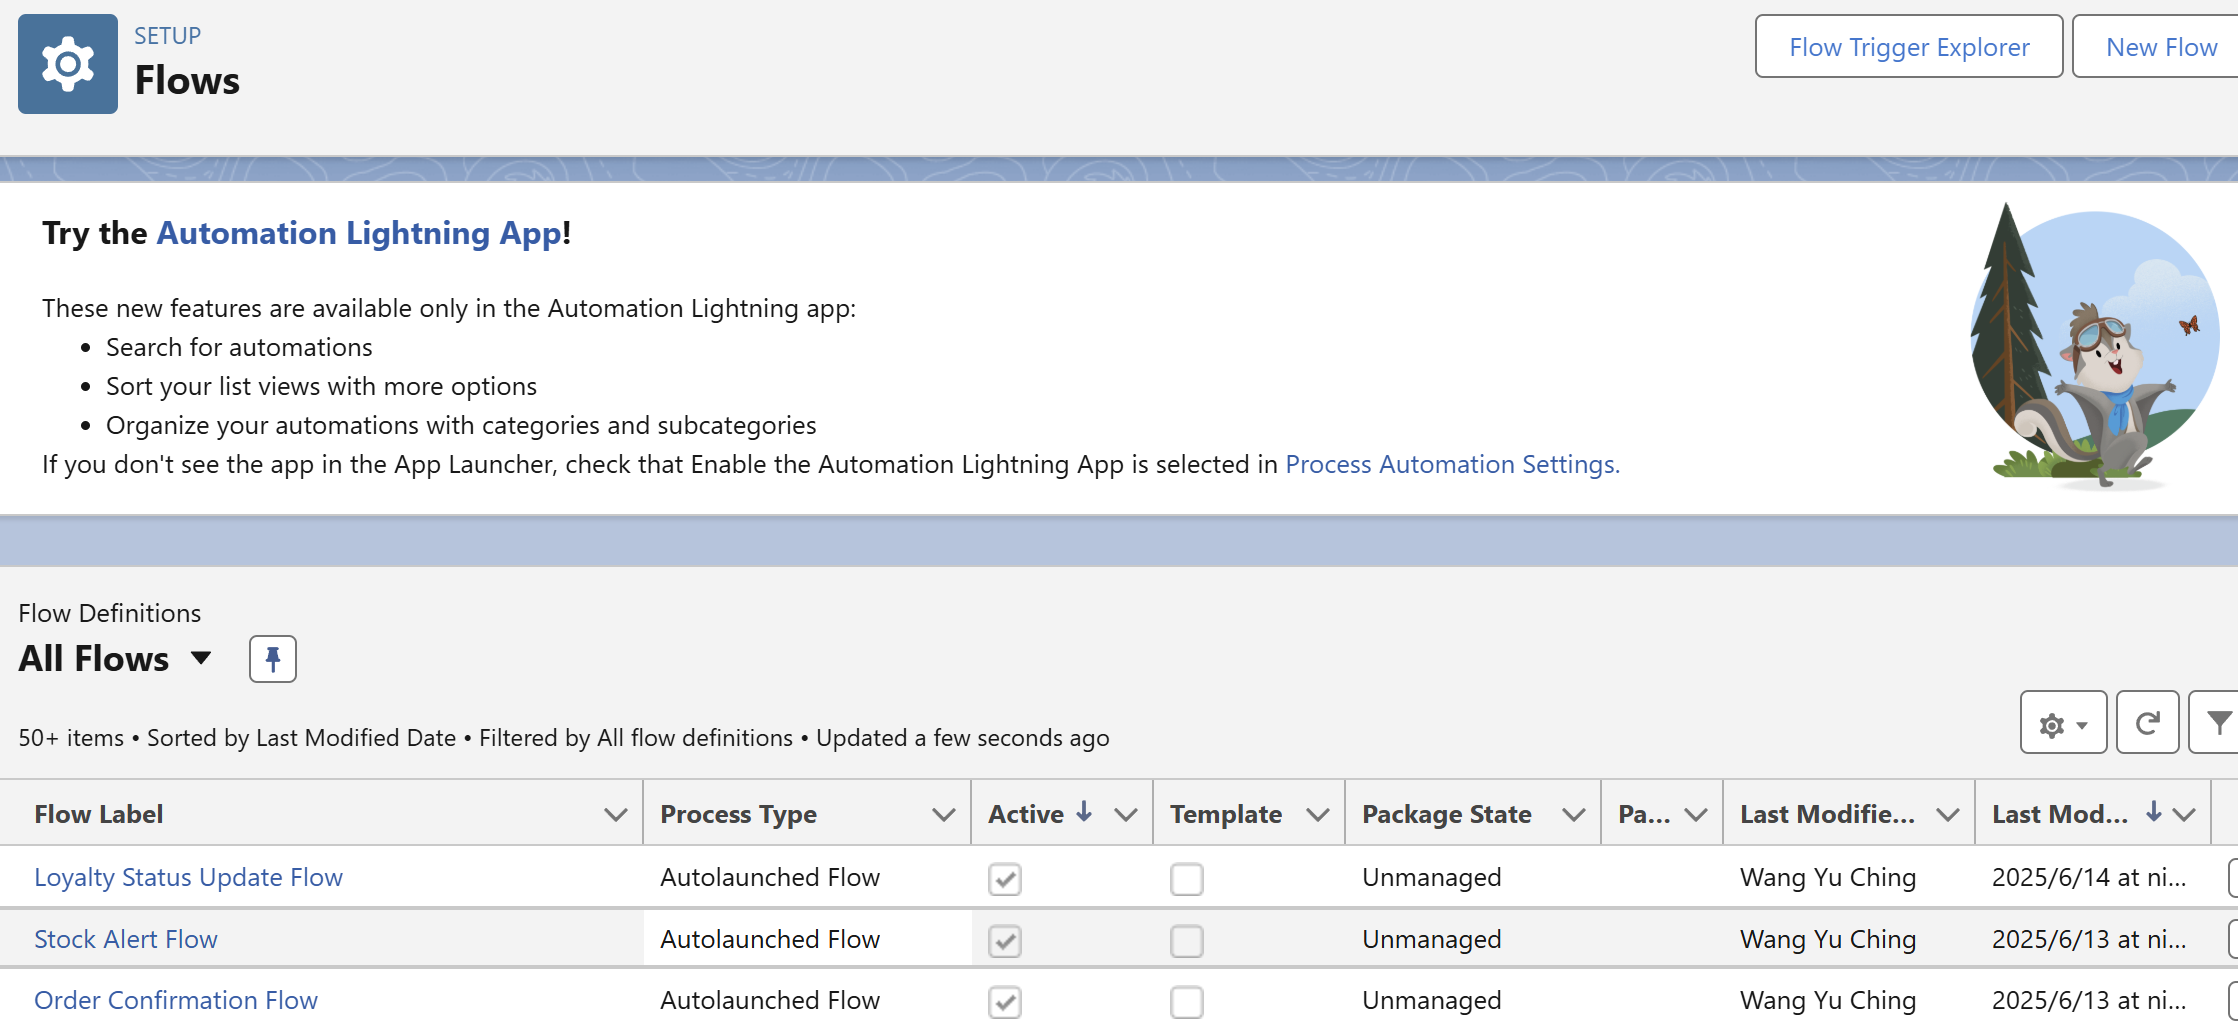 SETUP
Flows
Flow Trigger Explorer
New Flow
Try the Automation Lightning App!
These new features are available only in the Automation Lightning app:
• Search for automations
• Sort your list views with more options
• Organize your automations with categories and subcategories
If you don't see the app in the App Launcher, check that Enable the Automation Lightning App is selected in Process Automation Settings.
Flow Definitions
All Flows
50+ items • Sorted by Last Modified Date • Filtered by All flow definitions • Updated a few seconds ago
Flow Label Process Type Active Template Package State Pa... Last Modifie... Last Mod...
Loyalty Status Update Flow Autolaunched Flow Unmanaged Wang Yu Ching 2025/6/14 at ni...
Stock Alert Flow Autolaunched Flow Unmanaged Wang Yu Ching 2025/6/13 at ni...
Order Confirmation Flow Autolaunched Flow Unmanaged Wang Yu Ching 2025/6/13 at ni...